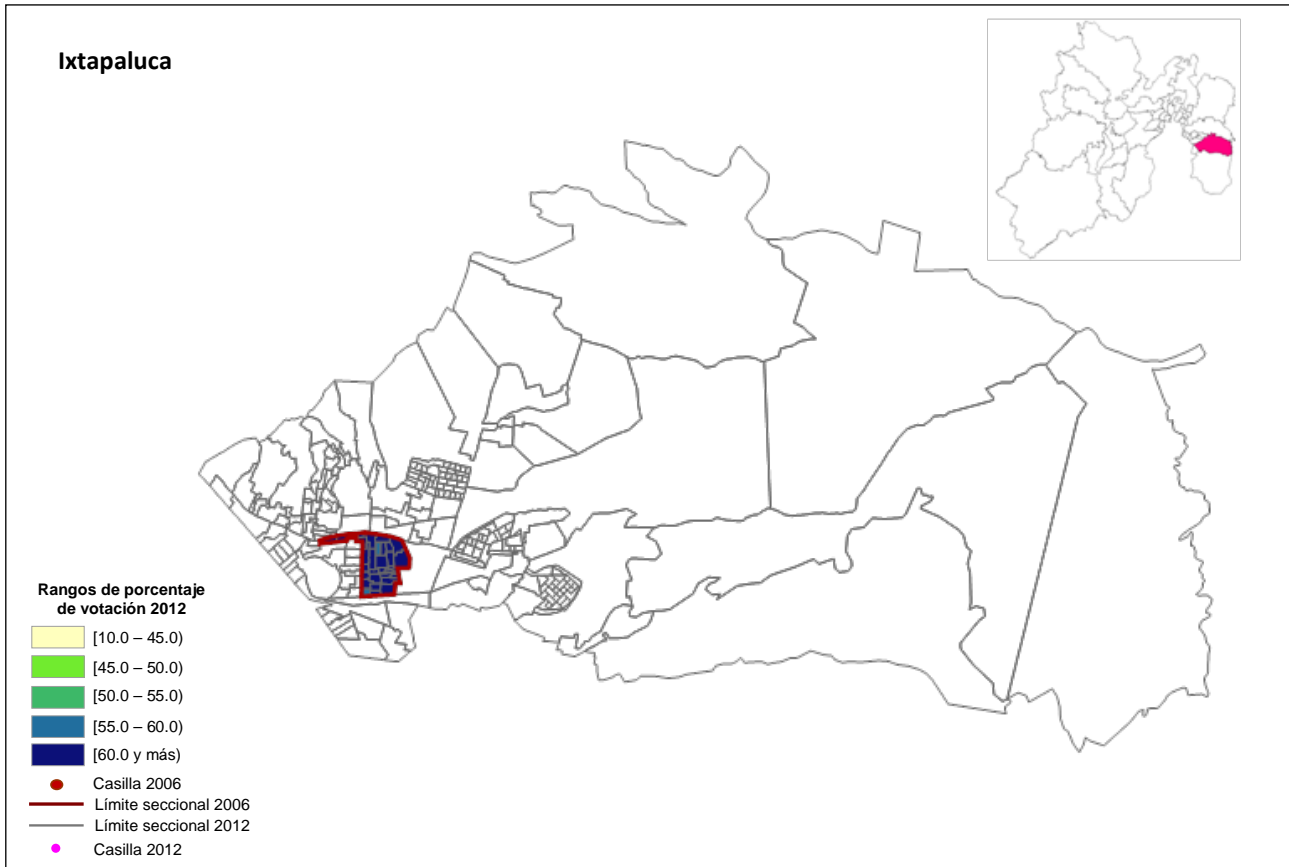 Ixtapaluca
Rangos de porcentaje
de votación 2012
[10.0 – 45.0)
[45.0 – 50.0)
[50.0 – 55.0)
[55.0 – 60.0)
[60.0 y más)
Casilla 2006
Límite seccional 2006
Límite seccional 2012
Casilla 2012